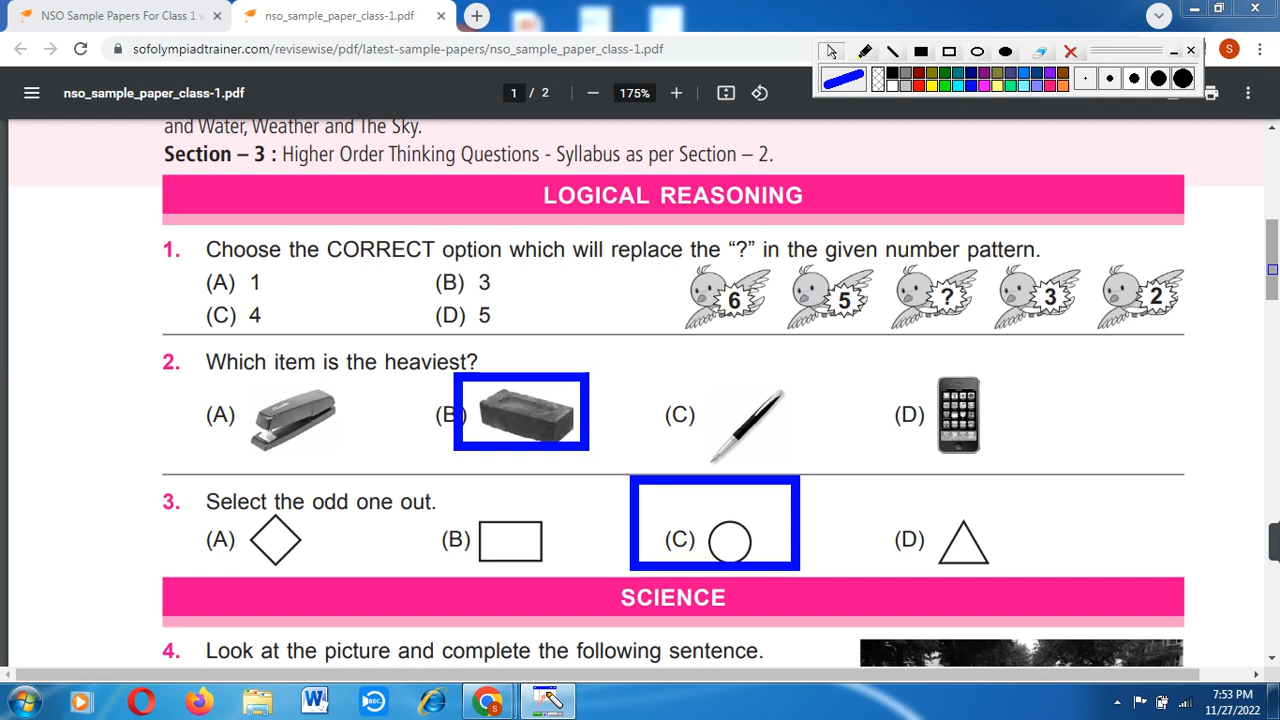 NSO Sample Papers For Class 1 w
nso_sample_paper_class-1.pdf
sofolympiadtrainer.com/revisewise/pdf/latest-sample-papers/nso_sample_paper_class-1.pdf
S
nso_sample_paper_class-1.pdf
1 / 2
175%
and Water, Weather and The Sky.
Section – 3 : Higher Order Thinking Questions - Syllabus as per Section – 2.
LOGICAL REASONING
1. Choose the CORRECT option which will replace the “?” in the given number pattern.
(A) 1 (B) 3
(C) 4 (D) 5
6 5 ? 3 2
2. Which item is the heaviest?
(A) (B) (C) (D)
3. Select the odd one out.
(A) (B) (C) (D)
SCIENCE
4. Look at the picture and complete the following sentence.
REC
S
7:53 PM
11/27/2022